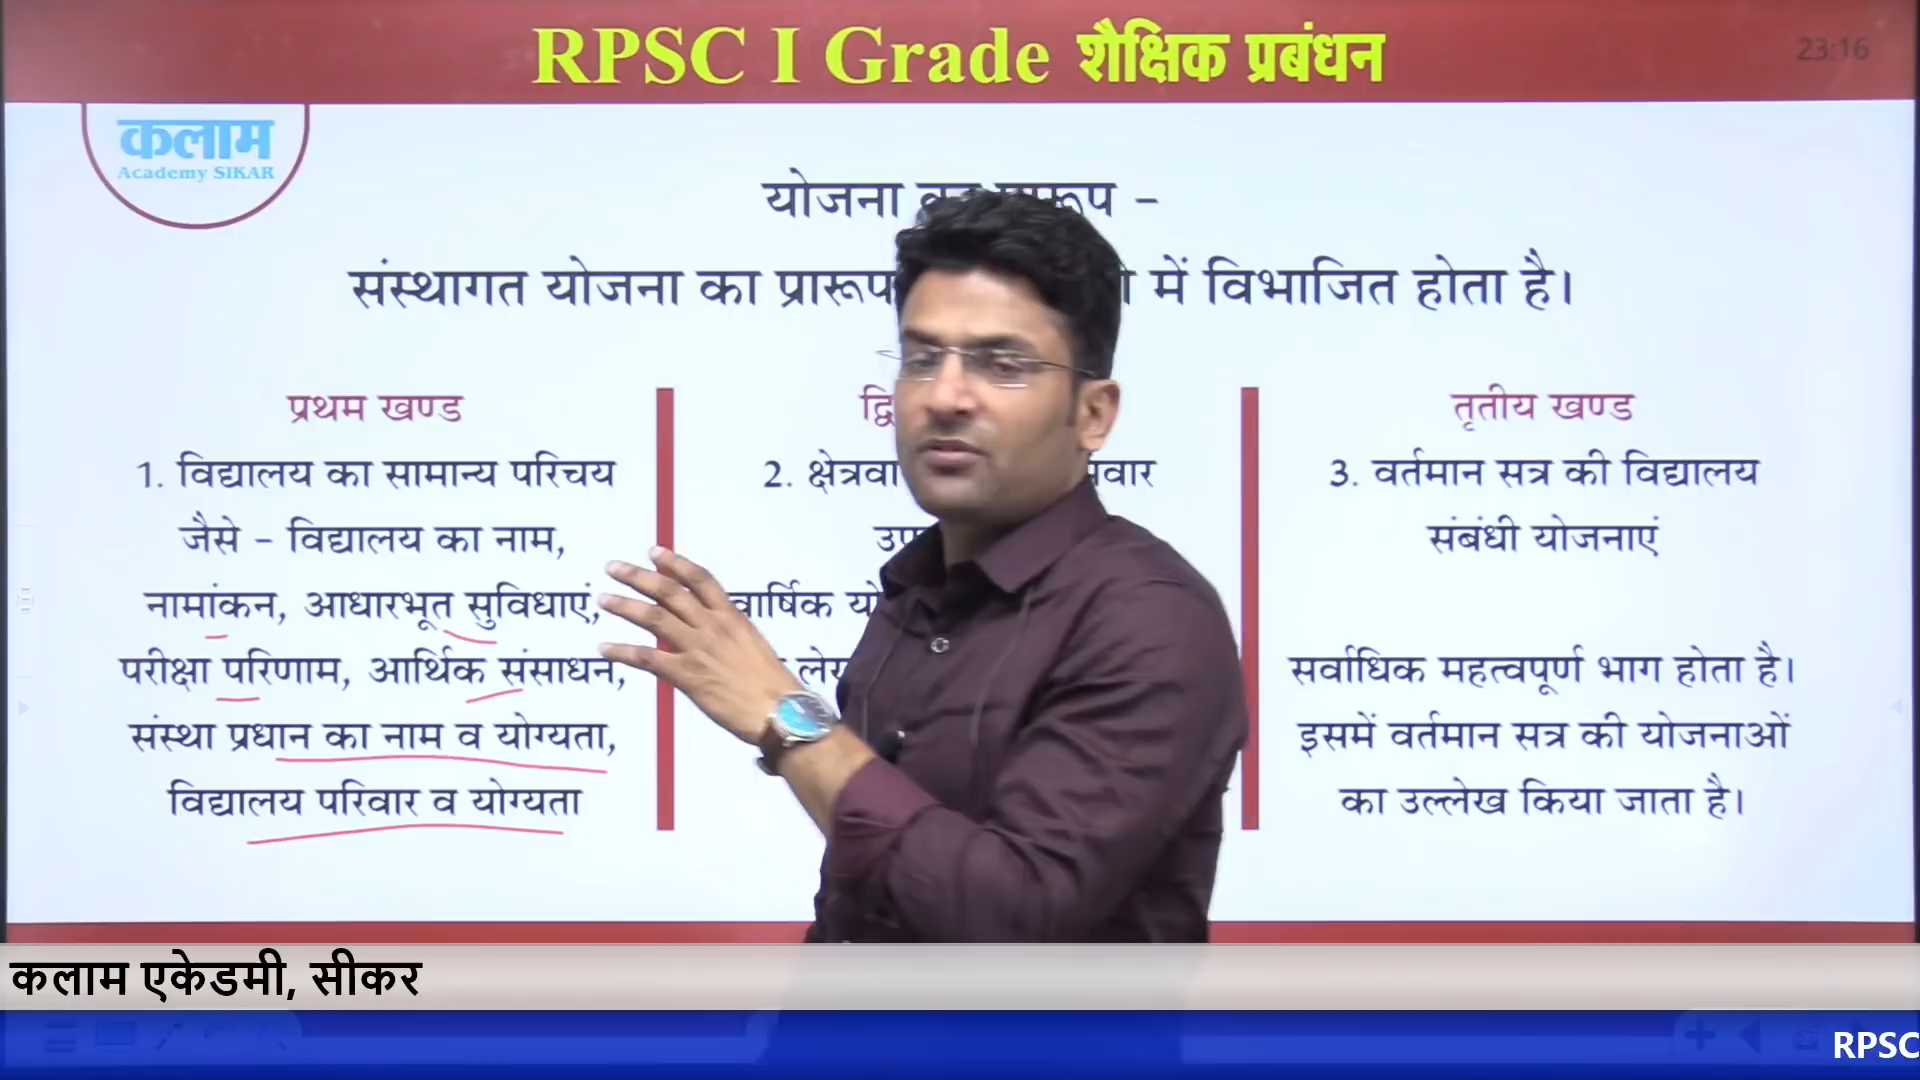 RPSC I Grade शैक्षिक प्रबंधन
23:16
कलाम
Academy SIKAR
योजना प्रारूप -
संस्थागत योजना का प्रारूप में विभाजित होता है।
प्रथम खण्ड
1. विद्यालय का सामान्य परिचय
जैसे - विद्यालय का नाम,
नामांकन, आधारभूत सुविधाएं,
परीक्षा परिणाम, आर्थिक संसाधन,
संस्था प्रधान का नाम व योग्यता,
विद्यालय परिवार व योग्यता
2.
वार्षिक
तृतीय खण्ड
3. वर्तमान सत्र की विद्यालय
संबंधी योजनाएं
सर्वाधिक महत्वपूर्ण भाग होता है।
इसमें वर्तमान सत्र की योजनाओं
का उल्लेख किया जाता है।
कलाम एकेडमी, सीकर
RPSC